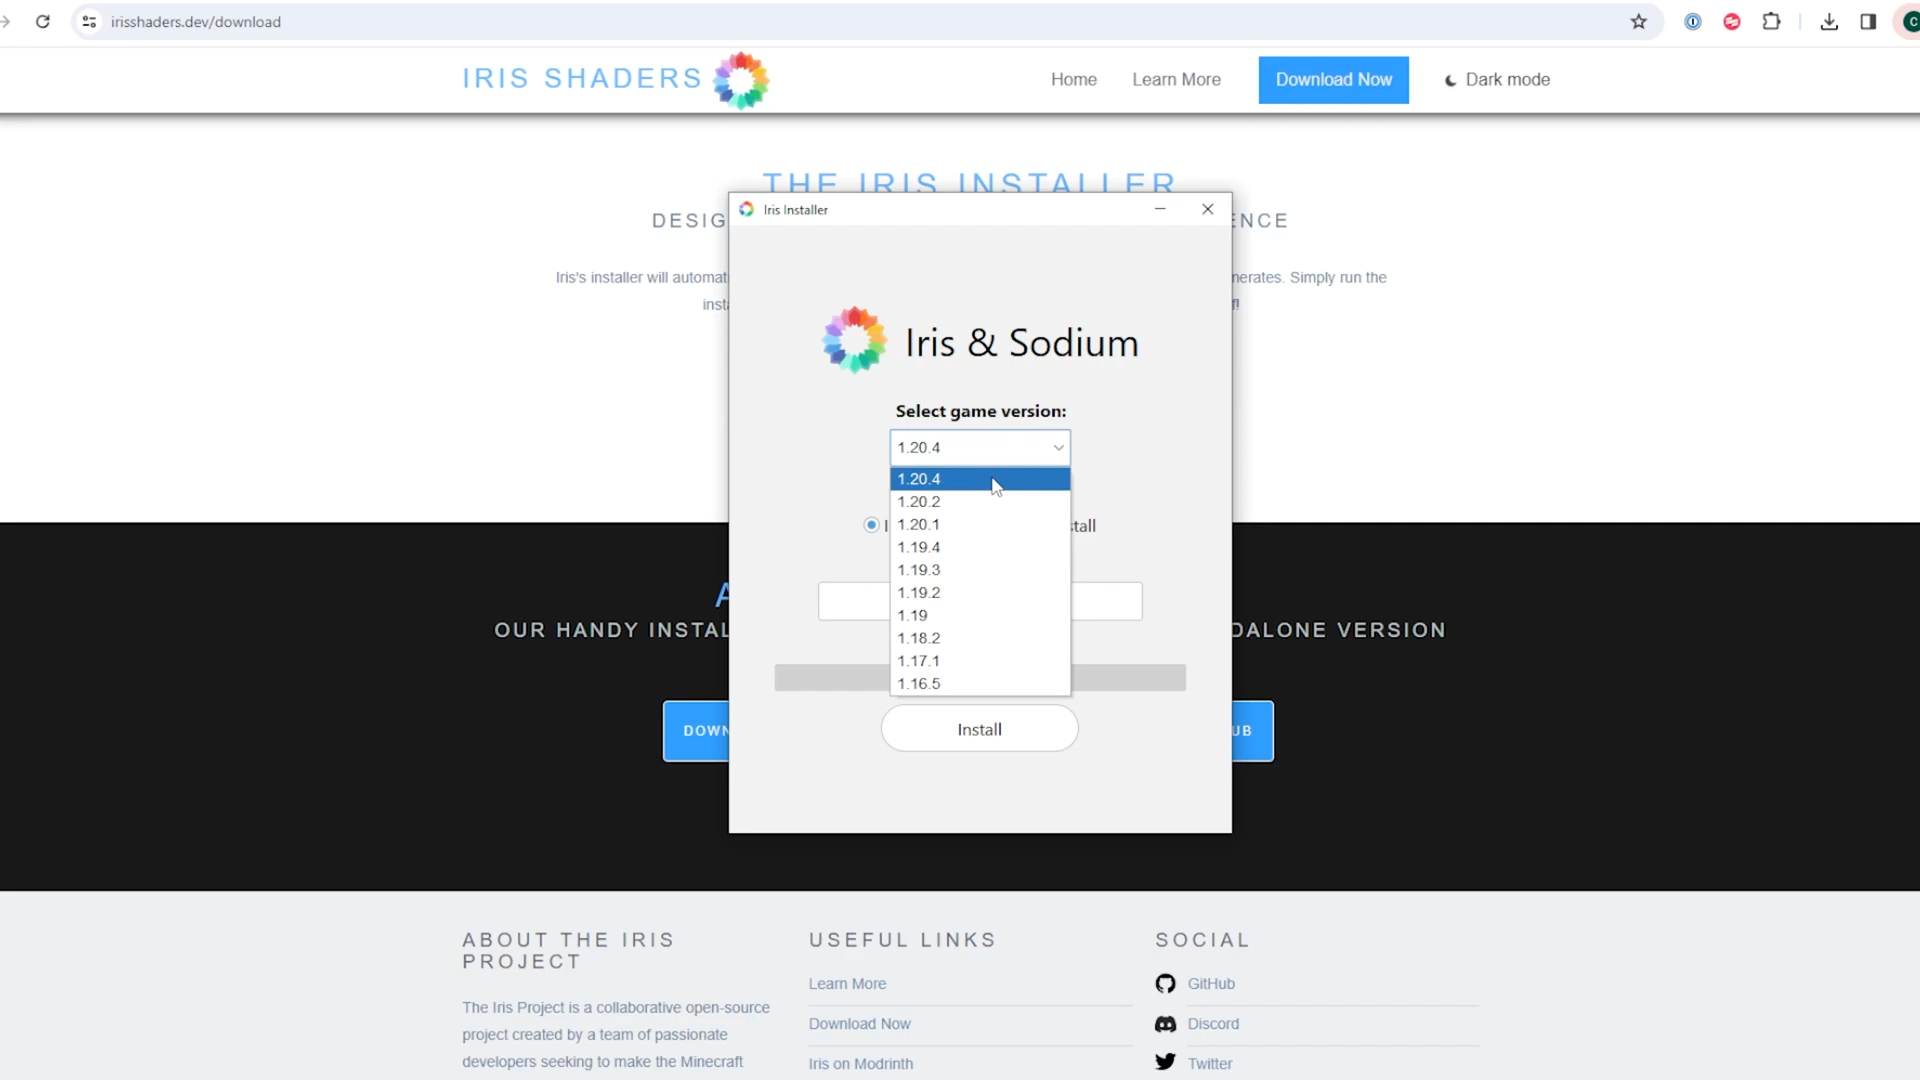 irisshaders.dev/download
C
IRIS SHADERS
Home
Learn More
Download Now
Dark mode
THE IRIS INSTALLER
DESIG
ENCE
Iris Installer
Iris's installer will automat
nerates. Simply run the
inst
Iris & Sodium
Select game version:
1.20.4
1.20.4
1.20.2
1.20.1
1.19.4
1.19.3
1.19.2
1.19
1.18.2
1.17.1
1.16.5
I
stall
A
OUR HANDY INSTAL
DALONE VERSION
DOWN
UB
Install
ABOUT THE IRIS
PROJECT
The Iris Project is a collaborative open-source
project created by a team of passionate
developers seeking to make the Minecraft
USEFUL LINKS
Learn More
Download Now
Iris on Modrinth
SOCIAL
GitHub
Discord
Twitter